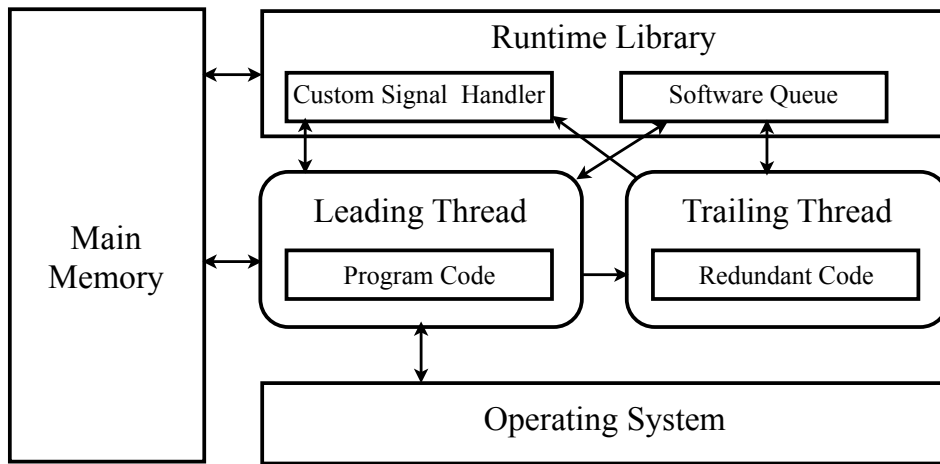 Runtime Library
Custom Signal Handler
Software Queue
Main
Memory
Leading Thread
Program Code
Trailing Thread
Redundant Code
Operating System